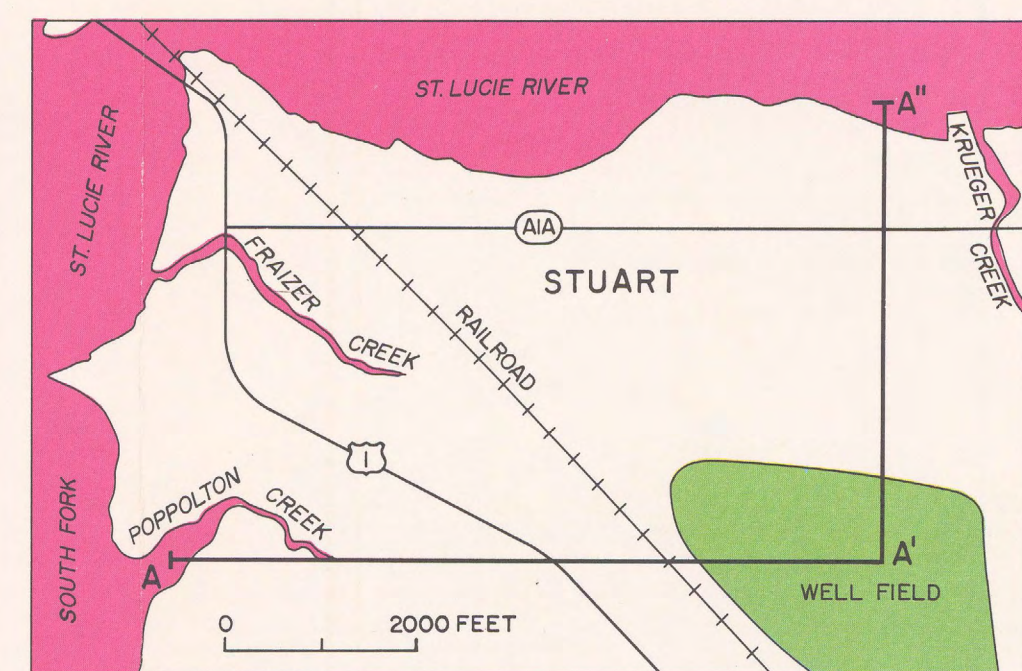 ST. LUCIE RIVER
A"
ST. LUCIE RIVER
KRUEGER CREEK
A1A
FRAIZER CREEK
STUART
RAILROAD
1
POPPOLTON CREEK
SOUTH FORK
A
A'
WELL FIELD
0 2000 FEET